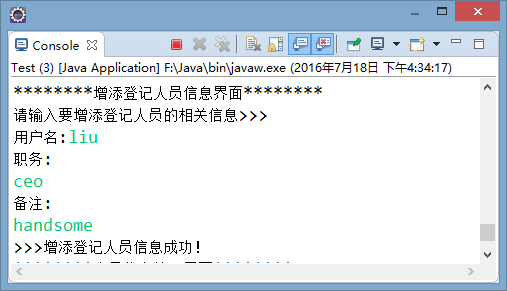 Console
Test (3) [Java Application] F:\Java\bin\javaw.exe (2016年7月18日 下午4:34:17)
********增添登记人员信息界面********
请输入要增添登记人员的相关信息>>>
用户名:liu
职务:
ceo
备注:
handsome
>>>增添登记人员信息成功!